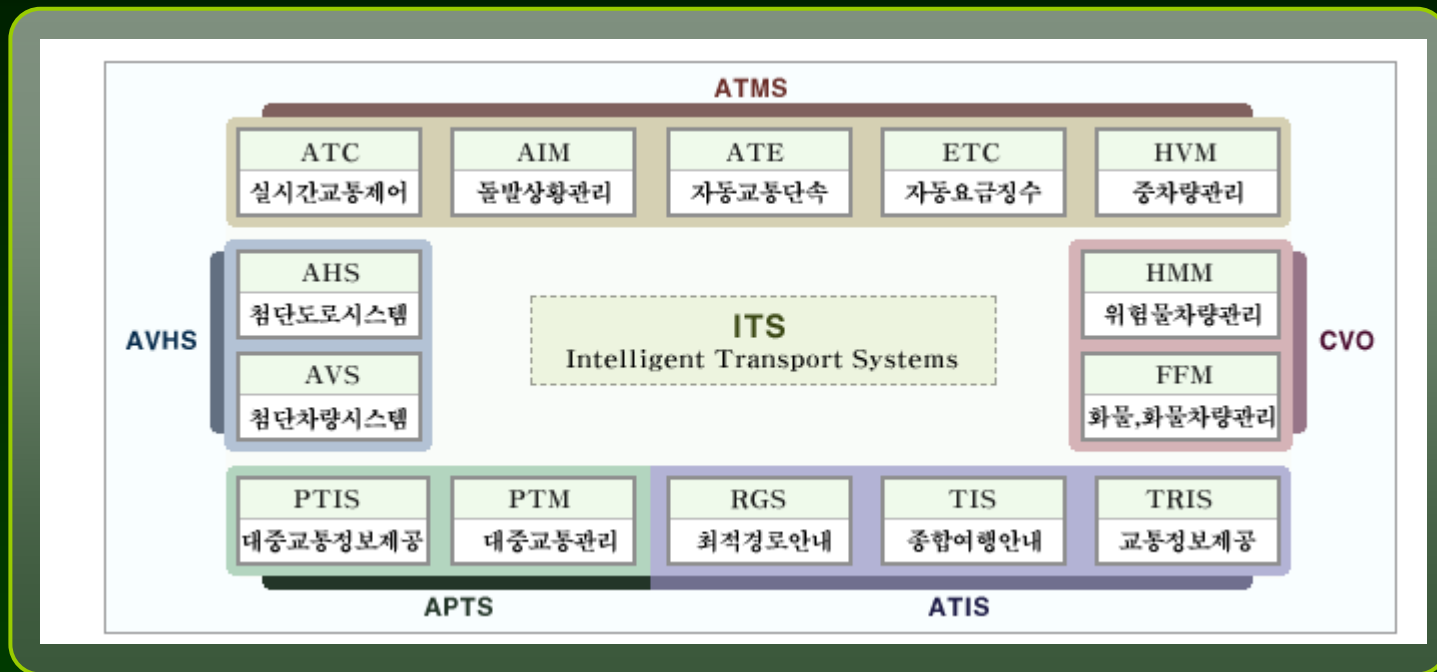 ATMS
ATC
실시간교통제어
AIM
돌발상황관리
ATE
자동교통단속
ETC
자동요금징수
HVM
중차량관리
AVHS
AHS
첨단도로시스템
AVS
첨단차량시스템
ITS
Intelligent Transport Systems
HMM
위험물차량관리
FFM
화물,화물차량관리
CVO
PTIS
대중교통정보제공
PTM
대중교통관리
RGS
최적경로안내
TIS
종합여행안내
TRIS
교통정보제공
APTS
ATIS